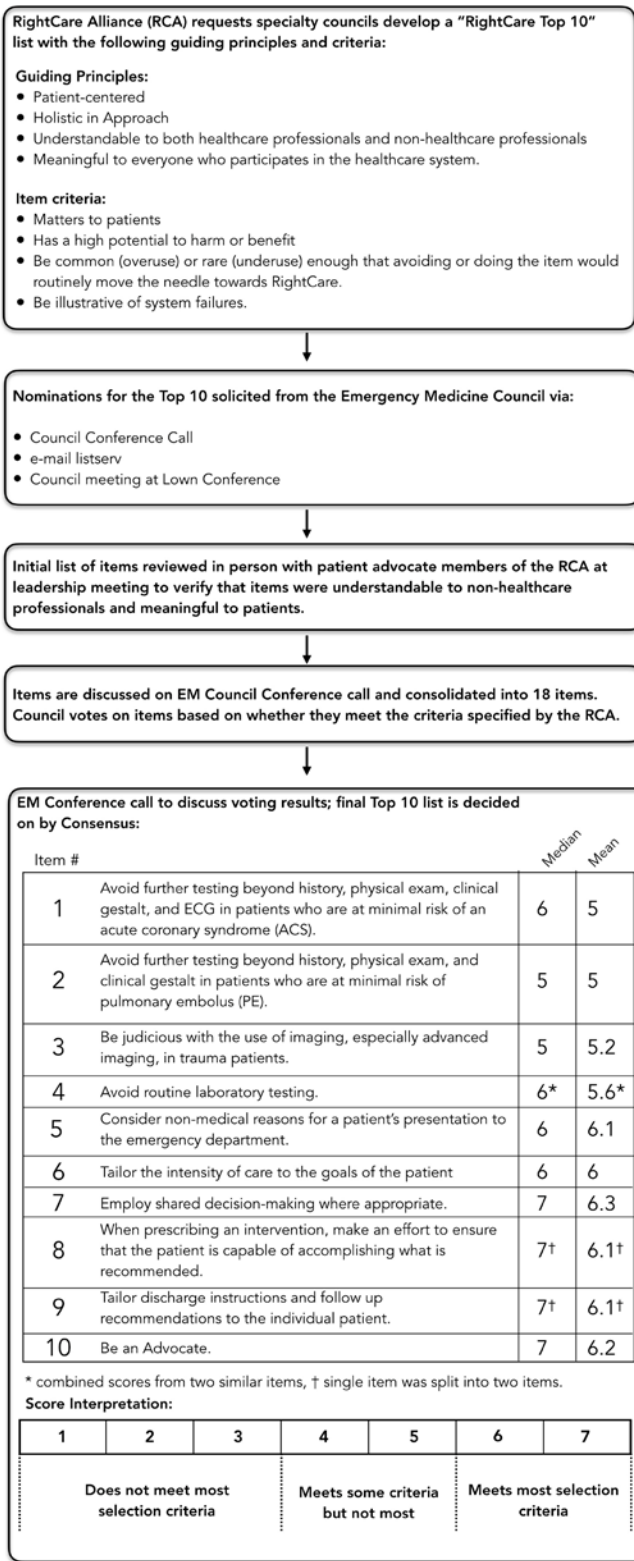 RightCare Alliance (RCA) requests specialty councils develop a “RightCare Top 10”
list with the following guiding principles and criteria:
Guiding Principles:
• Patient-centered
• Holistic in Approach
• Understandable to both healthcare professionals and non-healthcare professionals
• Meaningful to everyone who participates in the healthcare system.
Item criteria:
• Matters to patients
• Has a high potential to harm or benefit
• Be common (overuse) or rare (underuse) enough that avoiding or doing the item would
routinely move the needle towards RightCare.
• Be illustrative of system failures.
Nominations for the Top 10 solicited from the Emergency Medicine Council via:
• Council Conference Call
• e-mail listserv
• Council meeting at Lown Conference
Initial list of items reviewed in person with patient advocate members of the RCA at
leadership meeting to verify that items were understandable to non-healthcare
professionals and meaningful to patients.
Items are discussed on EM Council Conference call and consolidated into 18 items.
Council votes on items based on whether they meet the criteria specified by the RCA.
EM Conference call to discuss voting results; final Top 10 list is decided
on by Consensus:
Item # Median Mean
Avoid further testing beyond history, physical exam, clinical
1 gestalt, and ECG in patients who are at minimal risk of an 6 5
acute coronary syndrome (ACS).
Avoid further testing beyond history, physical exam, and
2 clinical gestalt in patients who are at minimal risk of 5 5
pulmonary embolus (PE).
3 Be judicious with the use of imaging, especially advanced 5 5.2
imaging, in trauma patients.
4 Avoid routine laboratory testing. 6* 5.6*
5 Consider non-medical reasons for a patient’s presentation to 6 6.1
the emergency department.
6 Tailor the intensity of care to the goals of the patient 6 6
7 Employ shared decision-making where appropriate. 7 6.3
When prescribing an intervention, make an effort to ensure
8 that the patient is capable of accomplishing what is 7† 6.1†
recommended.
9 Tailor discharge instructions and follow up 7† 6.1†
recommendations to the individual patient.
10 Be an Advocate. 7 6.2
* combined scores from two similar items, † single item was split into two items.
Score Interpretation:
1 2 3 4 5 6 7
Does not meet most Meets some criteria Meets most selection
selection criteria but not most criteria